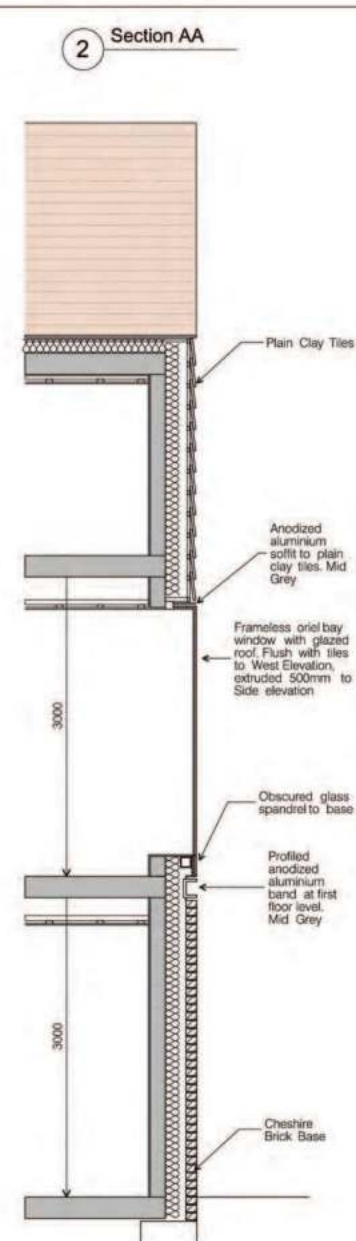 2 Section AA
Plain Clay Tiles
Anodized
aluminium
soffit to plain
clay tiles. Mid
Grey
Frameless oriel bay
window with glazed
roof. Flush with tiles
to West Elevation,
extruded 500mm to
Side elevation
3000
Obscured glass
spandrel to base
Profiled
anodized
aluminium
band at first
floor level.
Mid Grey
3000
Cheshire
Brick Base